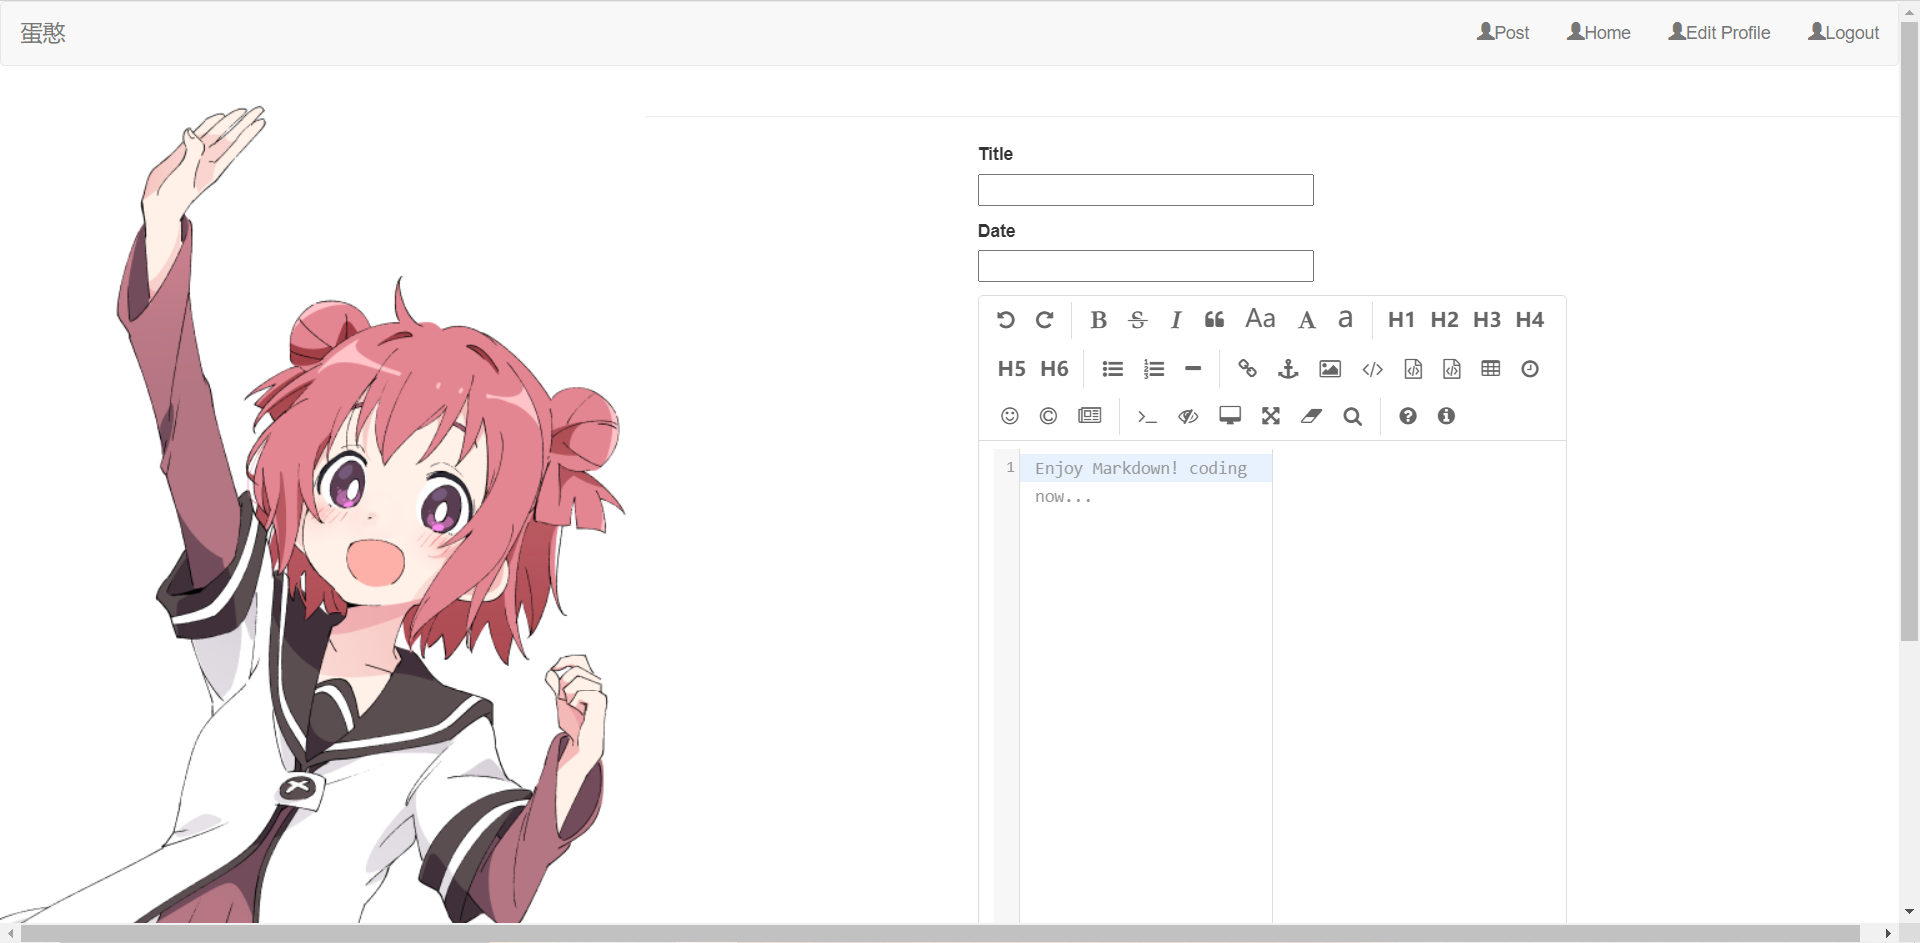 蛋憨
Post Home Edit Profile Logout
Title
Date
B S I Aa A a H1 H2 H3 H4
H5 H6
1 Enjoy Markdown! coding
now...